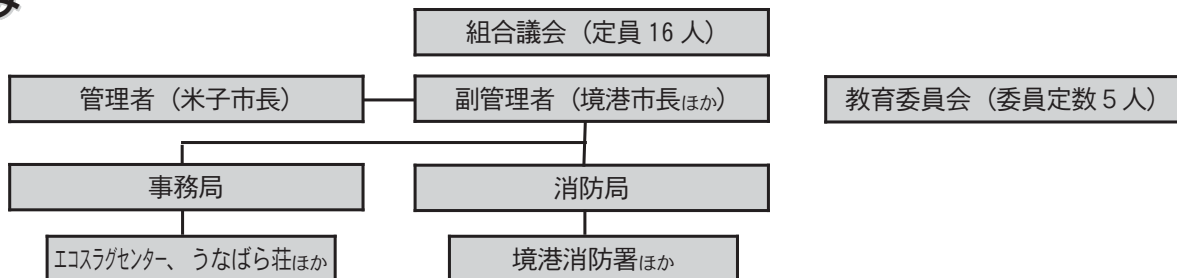 み
組合議会（定員 16 人）
管理者（米子市長）
副管理者（境港市長ほか）
教育委員会（委員定数５人）
事務局
消防局
エコスラグセンター、うなばら荘ほか
境港消防署ほか